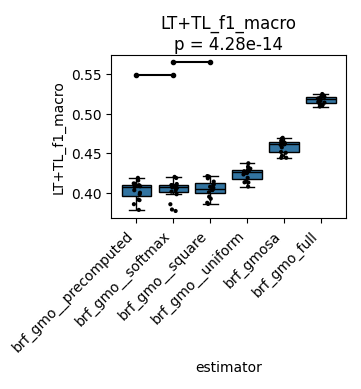 LT+TL_f1_macro
p = 4.28e-14
LT+TL_f1_macro
0.55
0.50
0.45
0.40
brf_gmo__precomputed
brf_gmo__softmax
brf_gmo__square
brf_gmo__uniform
brf_gmosa
brf_gmo_full
estimator